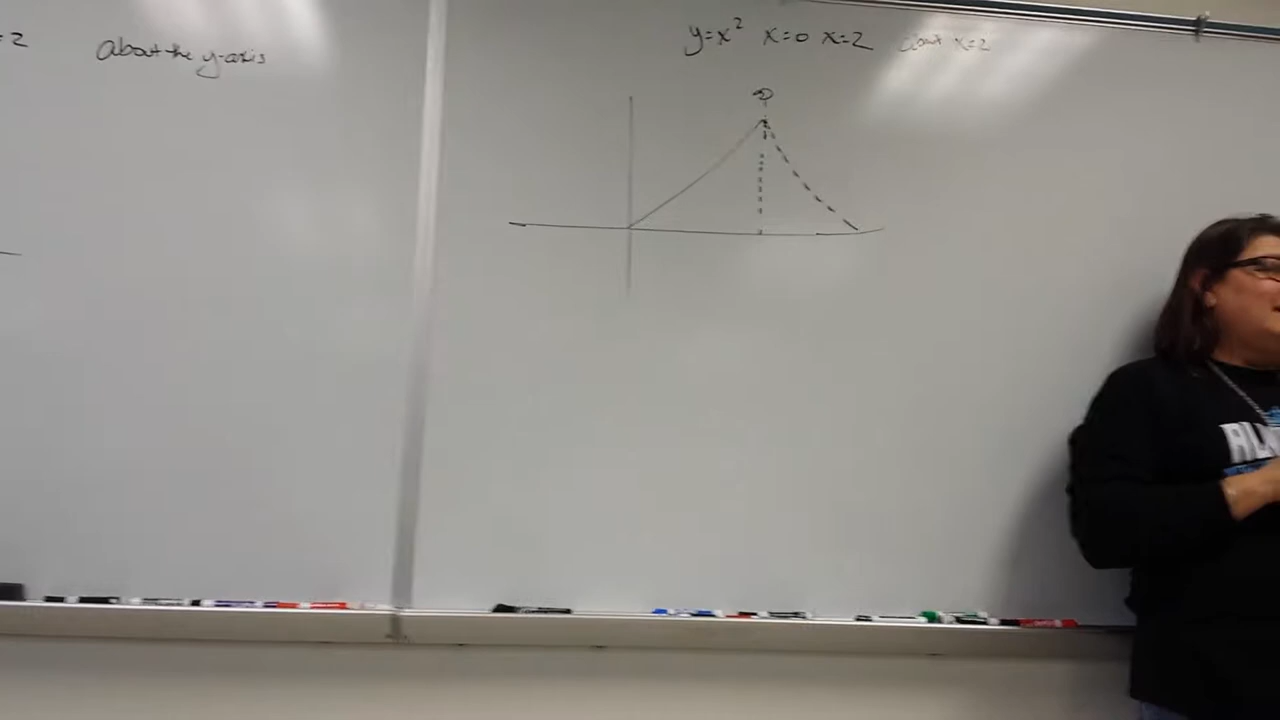 =2 about the y-axis
y=x² x=0 x=2 about x=2